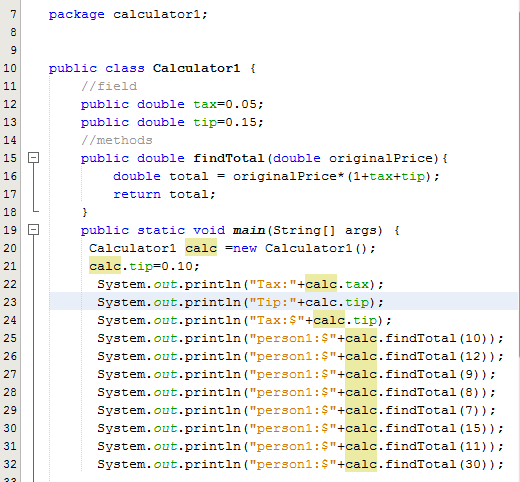 7 package calculator1;
8
9
10 public class Calculator1 {
11 //field
12 public double tax=0.05;
13 public double tip=0.15;
14 //methods
15 public double findTotal(double originalPrice){
16 double total = originalPrice*(1+tax+tip);
17 return total;
18 }
19 public static void main(String[] args) {
20 Calculator1 calc =new Calculator1();
21 calc.tip=0.10;
22 System.out.println("Tax:"+calc.tax);
23 System.out.println("Tip:"+calc.tip);
24 System.out.println("Tax:$"+calc.tip);
25 System.out.println("person1:$"+calc.findTotal(10));
26 System.out.println("person1:$"+calc.findTotal(12));
27 System.out.println("person1:$"+calc.findTotal(9));
28 System.out.println("person1:$"+calc.findTotal(8));
29 System.out.println("person1:$"+calc.findTotal(7));
30 System.out.println("person1:$"+calc.findTotal(15));
31 System.out.println("person1:$"+calc.findTotal(11));
32 System.out.println("person1:$"+calc.findTotal(30));